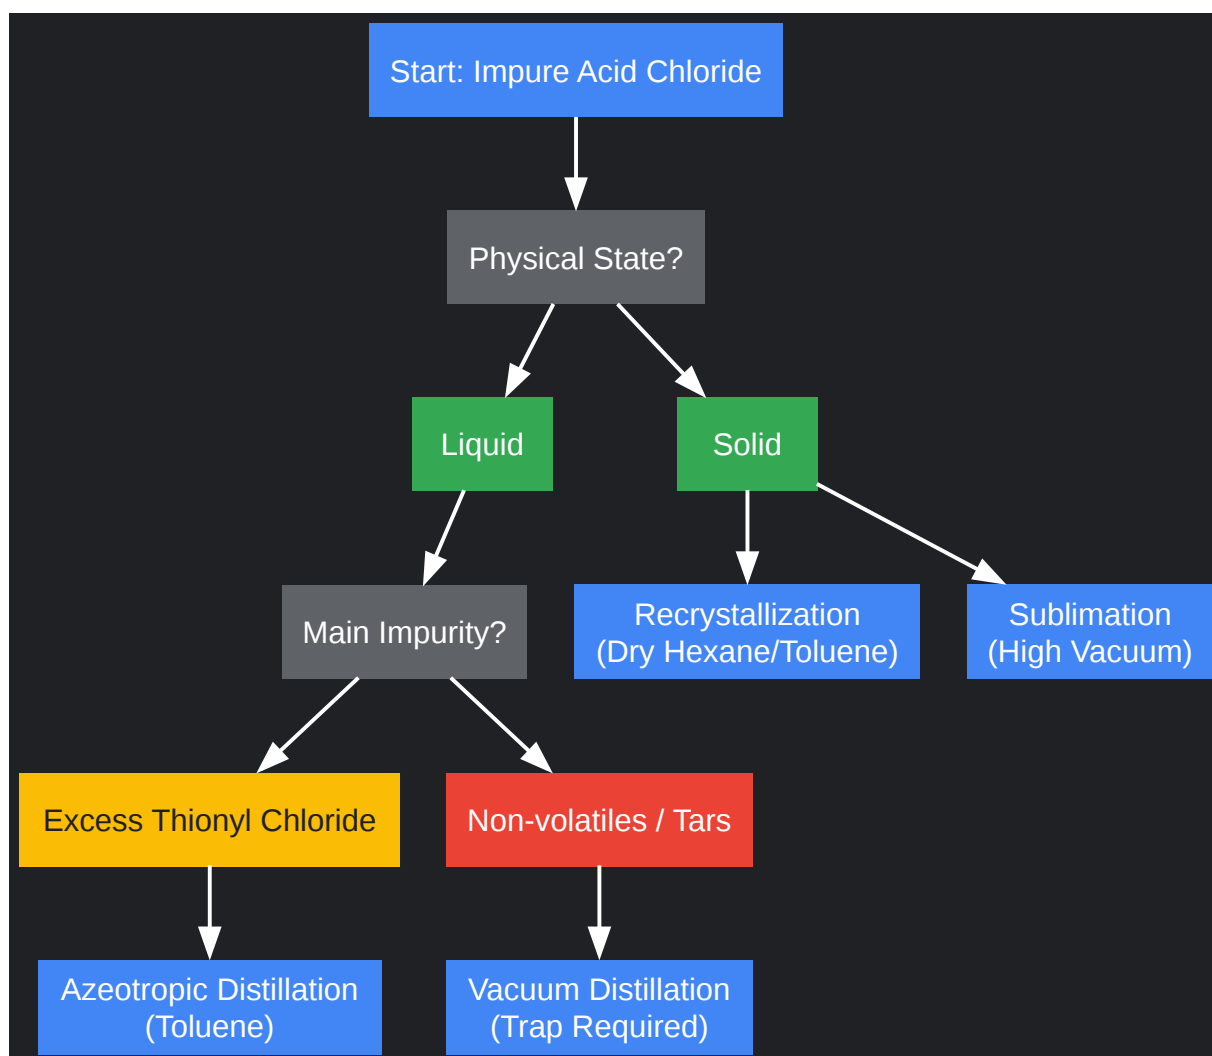 Start: Impure Acid Chloride
Physical State?
Liquid
Solid
Main Impurity?
Recrystallization
(Dry Hexane/Toluene)
Sublimation
(High Vacuum)
Excess Thionyl Chloride
Non-volatiles / Tars
Azeotropic Distillation
(Toluene)
Vacuum Distillation
(Trap Required)